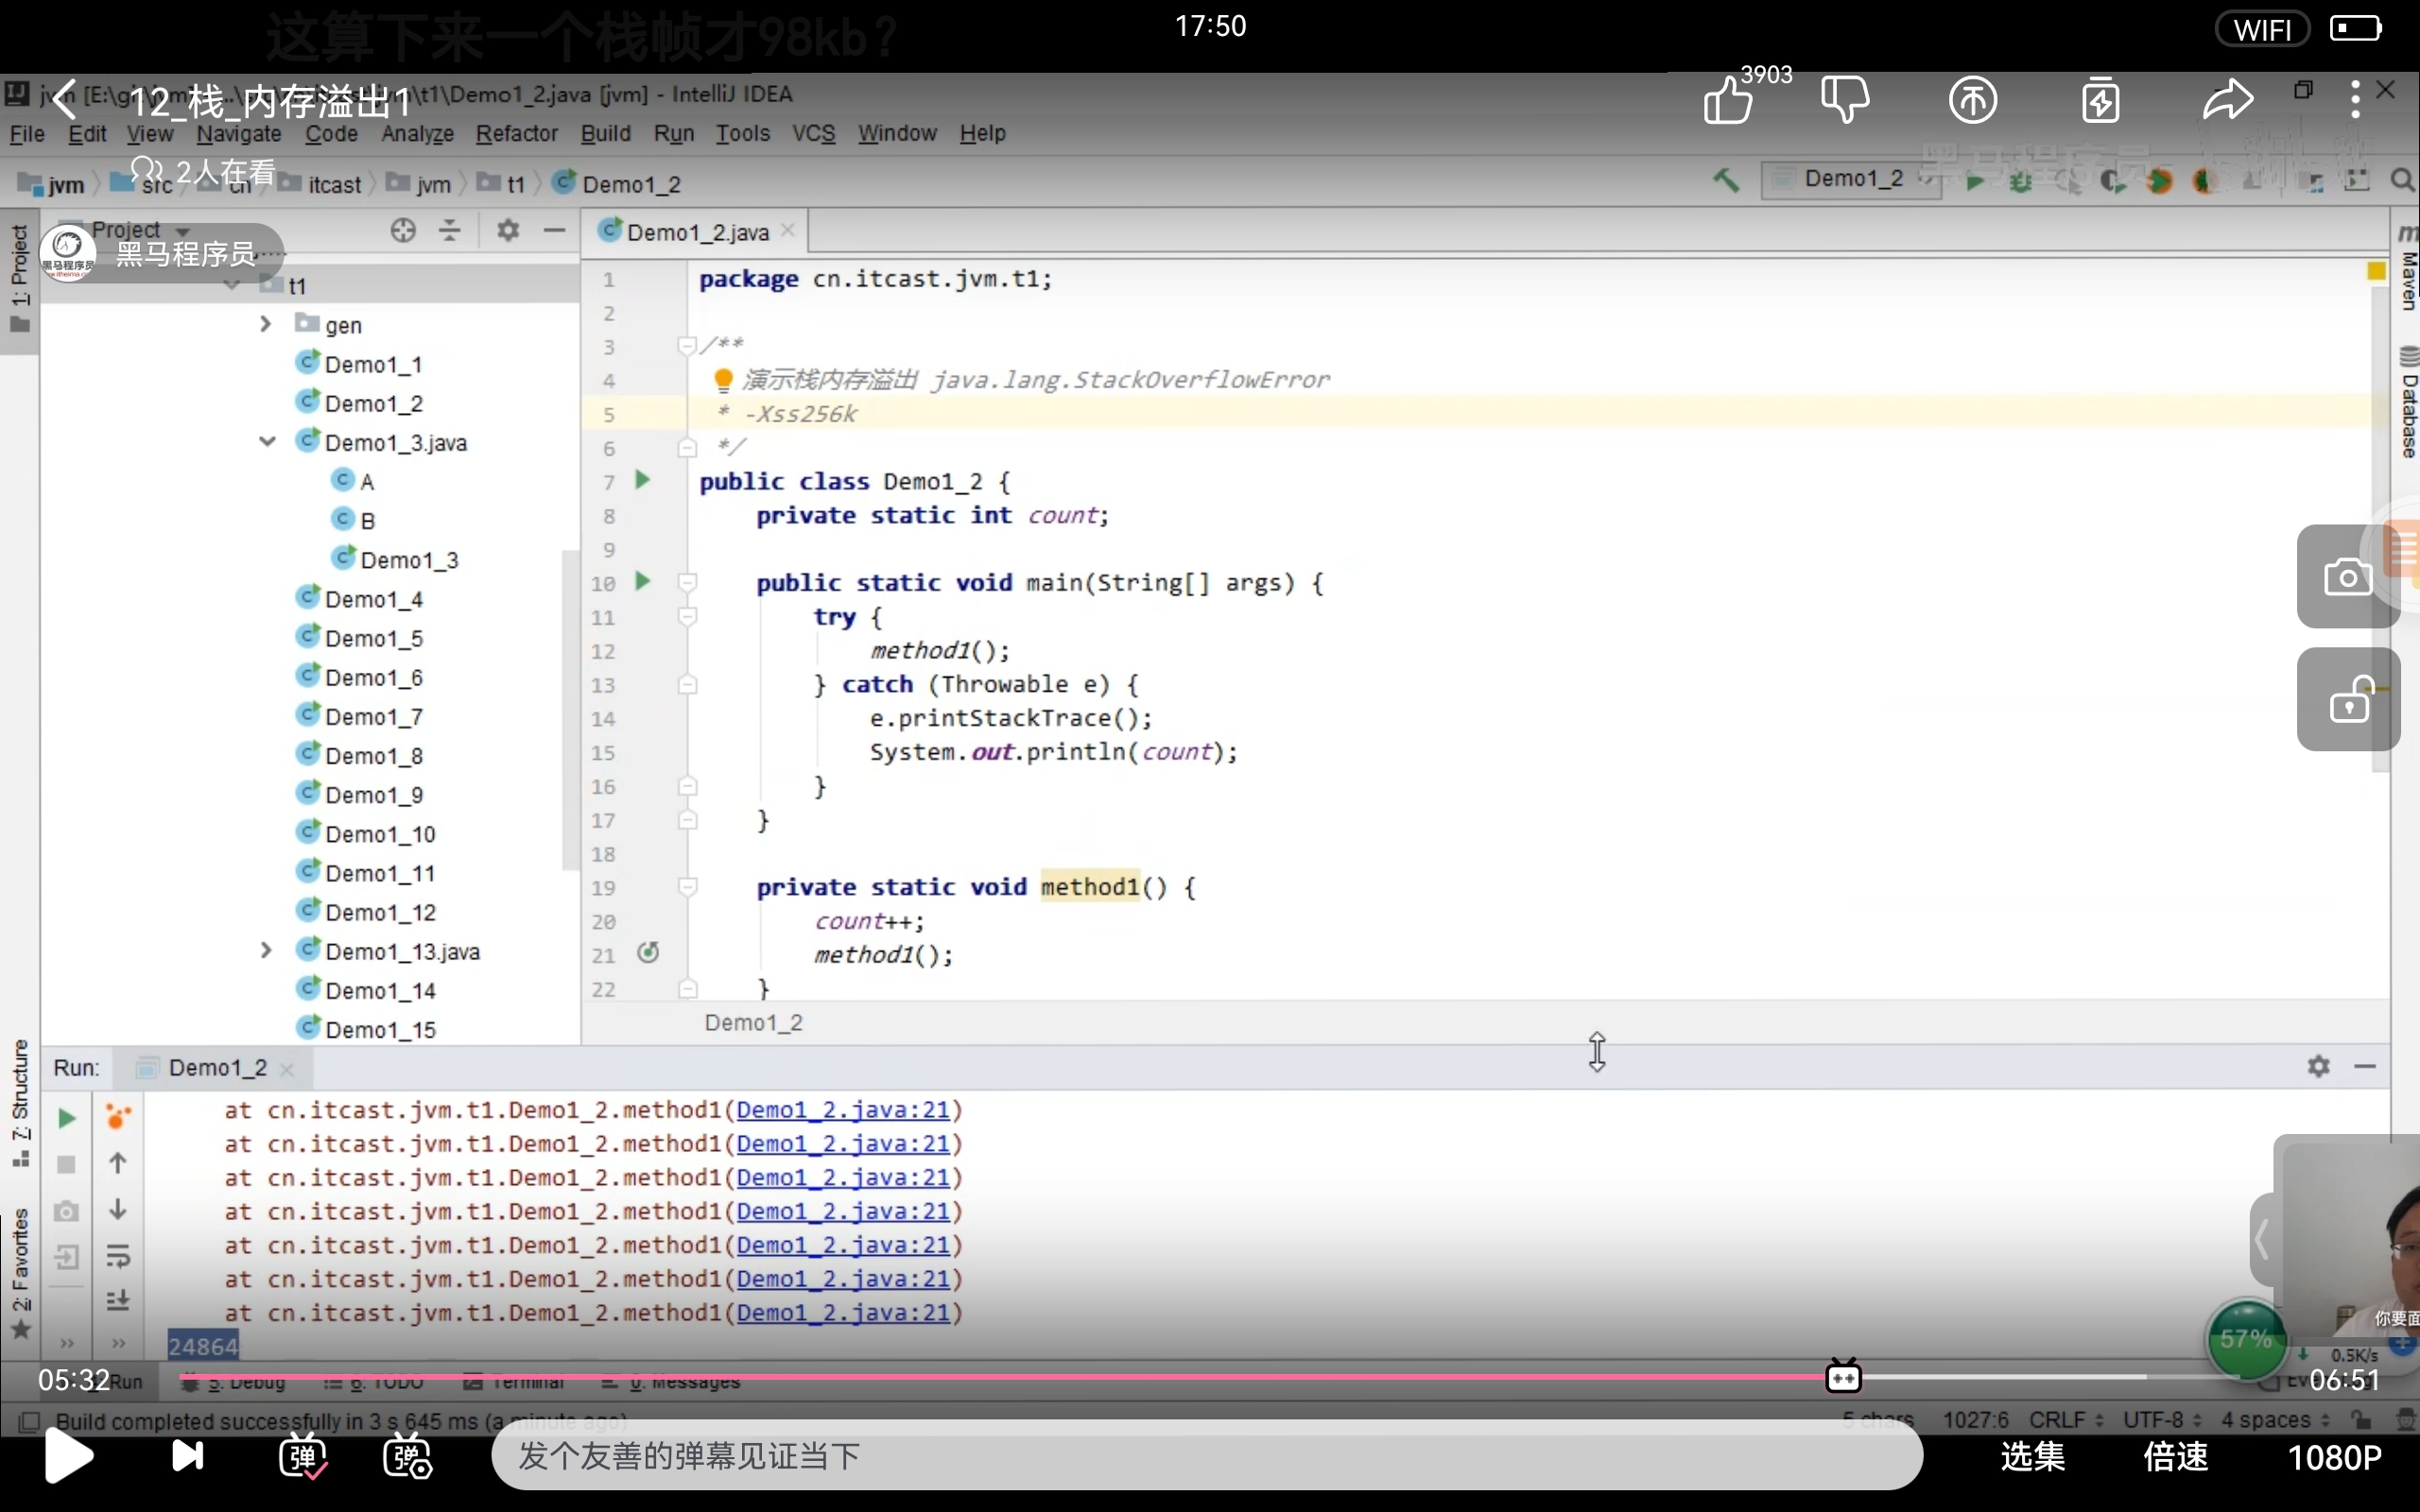 这算下来一个栈帧才98kb？
17:50
WIFI
12_栈_内存溢出1
3903
2人在看
黑马程序员
File Edit View Navigate Code Analyze Refactor Build Run Tools VCS Window Help
jvm src cn itcast jvm t1 Demo1_2
Demo1_2
1: Project
Project
黑马程序员
t1
gen
Demo1_1
Demo1_2
Demo1_3.java
A
B
Demo1_3
Demo1_4
Demo1_5
Demo1_6
Demo1_7
Demo1_8
Demo1_9
Demo1_10
Demo1_11
Demo1_12
Demo1_13.java
Demo1_14
Demo1_15
Demo1_2.java
1 package cn.itcast.jvm.t1;
2
3 /**
4 演示栈内存溢出 java.lang.StackOverflowError
5 * -Xss256k
6 */
7 public class Demo1_2 {
8 private static int count;
9
10 public static void main(String[] args) {
11 try {
12 method1();
13 } catch (Throwable e) {
14 e.printStackTrace();
15 System.out.println(count);
16 }
17 }
18
19 private static void method1() {
20 count++;
21 method1();
22 }
Demo1_2
Maven
Database
7: Structure
2: Favorites
Run: Demo1_2
at cn.itcast.jvm.t1.Demo1_2.method1(Demo1_2.java:21)
at cn.itcast.jvm.t1.Demo1_2.method1(Demo1_2.java:21)
at cn.itcast.jvm.t1.Demo1_2.method1(Demo1_2.java:21)
at cn.itcast.jvm.t1.Demo1_2.method1(Demo1_2.java:21)
at cn.itcast.jvm.t1.Demo1_2.method1(Demo1_2.java:21)
at cn.itcast.jvm.t1.Demo1_2.method1(Demo1_2.java:21)
at cn.itcast.jvm.t1.Demo1_2.method1(Demo1_2.java:21)
24864
你要面
57%
0.5K/s
05:32
Run 5: Debug 6: TODO Terminal 0: Messages
06:51
Build completed successfully in 3 s 645 ms (a minute ago)
5 chars 1027:6 CRLF UTF-8 4 spaces
弹
弹
发个友善的弹幕见证当下
选集
倍速
1080P